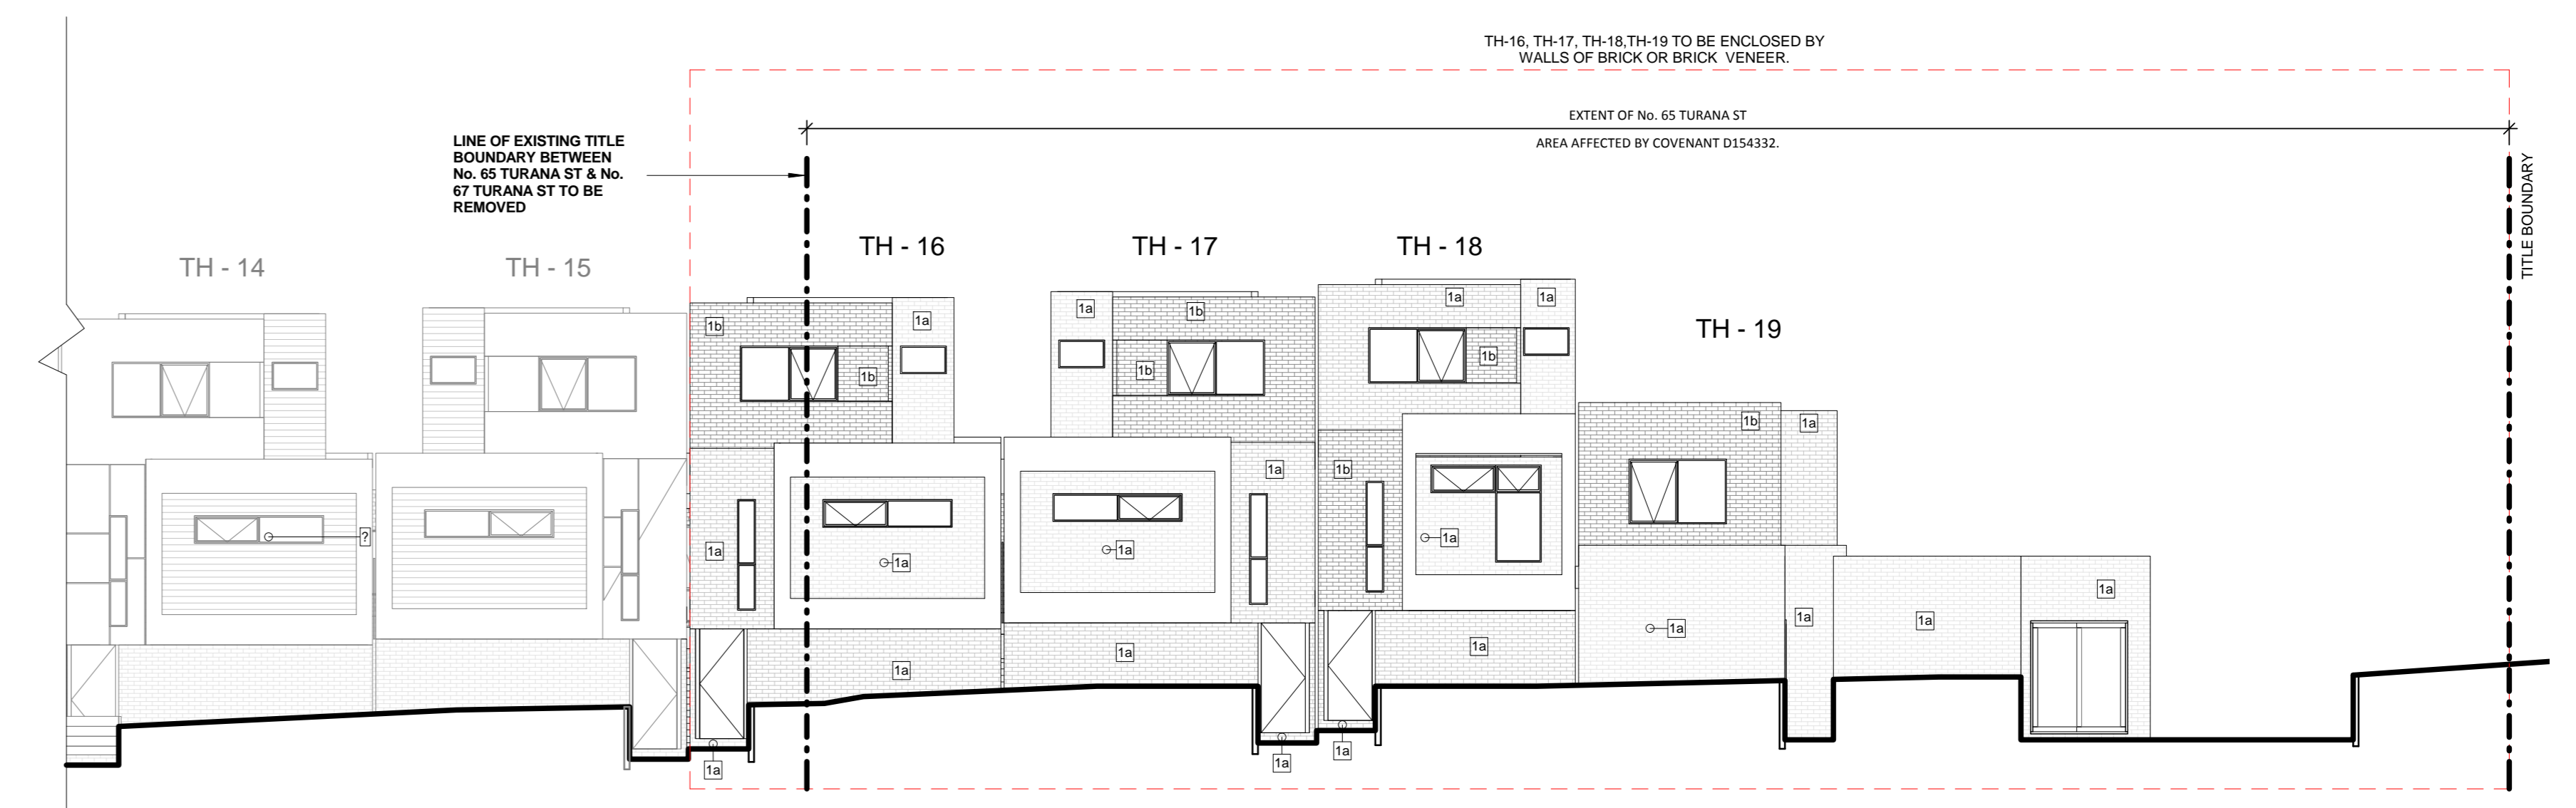 TH-16, TH-17, TH-18,TH-19 TO BE ENCLOSED BY
WALLS OF BRICK OR BRICK VENEER.
EXTENT OF No. 65 TURANA ST
AREA AFFECTED BY COVENANT D154332.
LINE OF EXISTING TITLE
BOUNDARY BETWEEN
No. 65 TURANA ST & No.
67 TURANA ST TO BE
REMOVED
TITLE BOUNDARY
TH - 14
TH - 15
TH - 16
TH - 17
TH - 18
TH - 19
?
1b
1a
1b
1a
1a
1a
1a
1a
1b
1b
1a
1a
1a
1a
1a
1a
1b
1b
1a
1a
1a
1b
1a
1a
1a
1a
1a